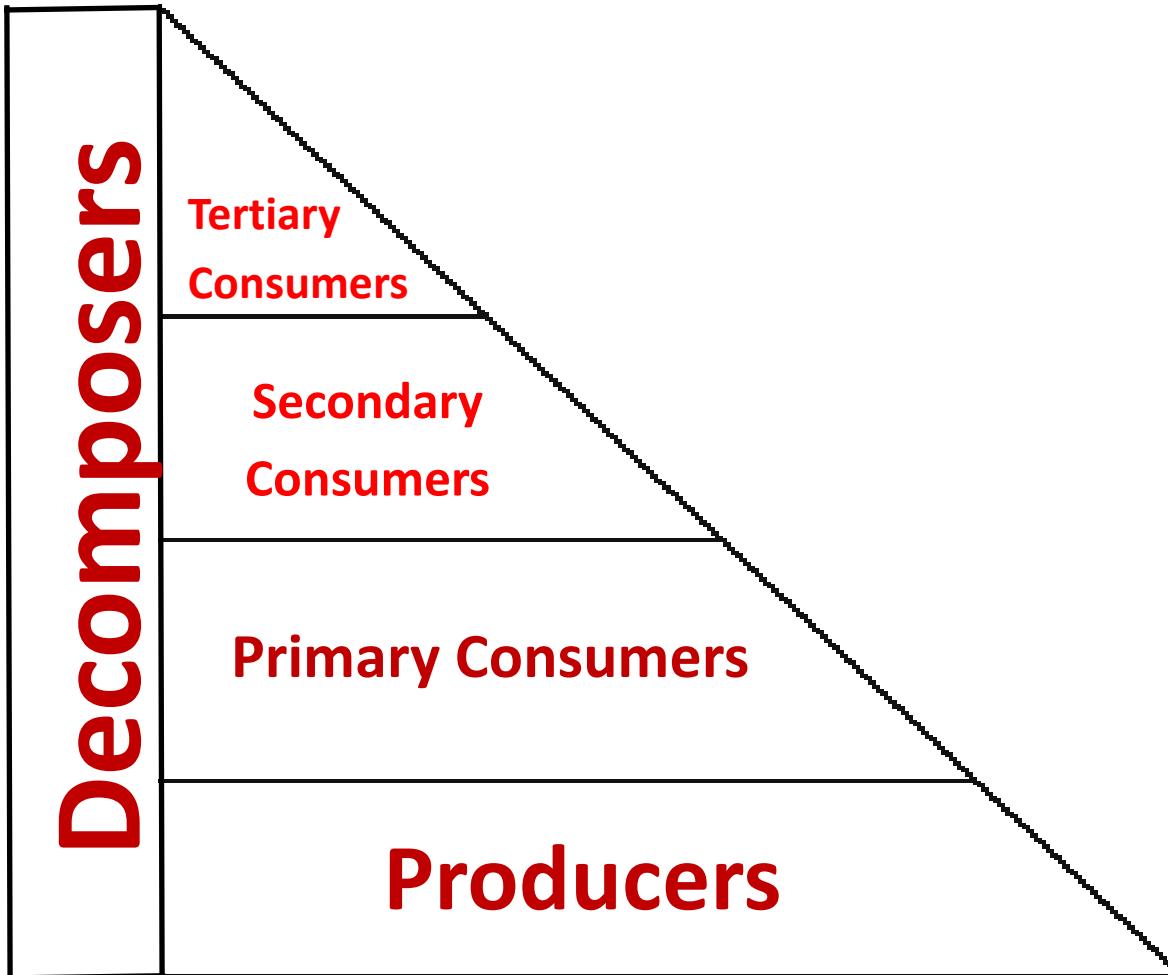 Decomposers
Tertiary
Consumers
Secondary
Consumers
Primary Consumers
Producers